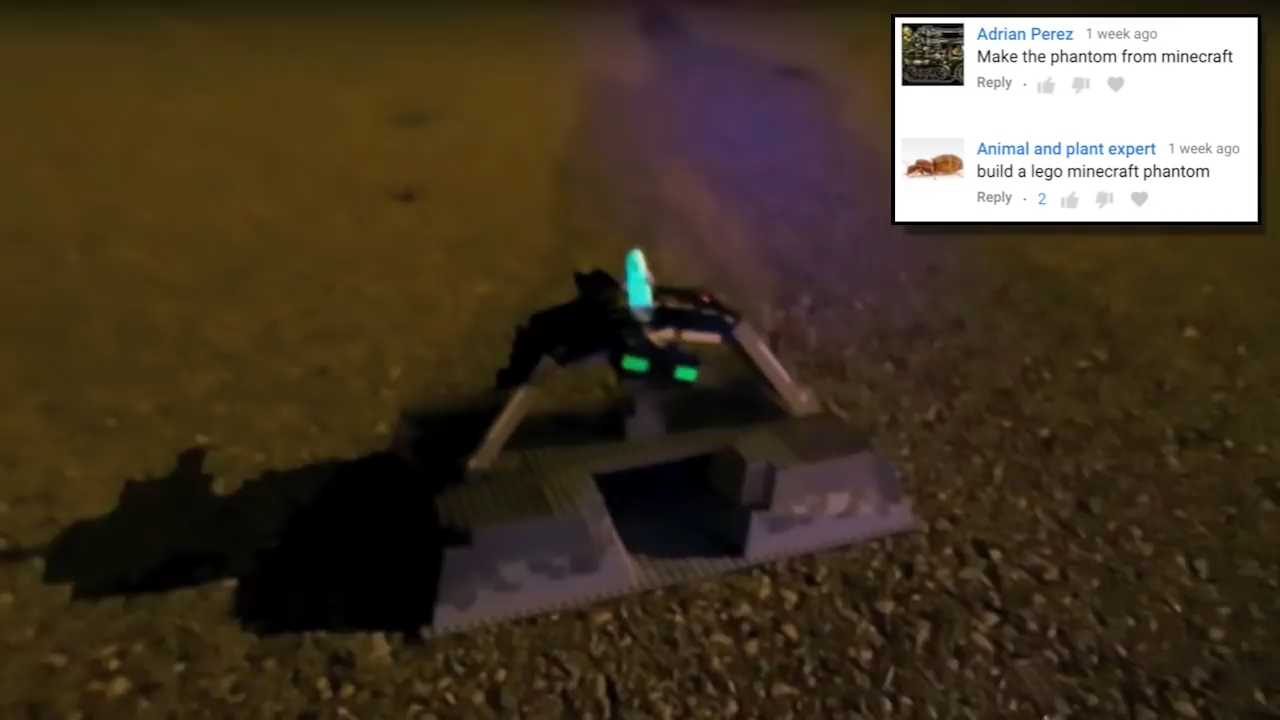 Adrian Perez 1 week ago
Make the phantom from minecraft
Reply ·
Animal and plant expert 1 week ago
build a lego minecraft phantom
Reply · 2